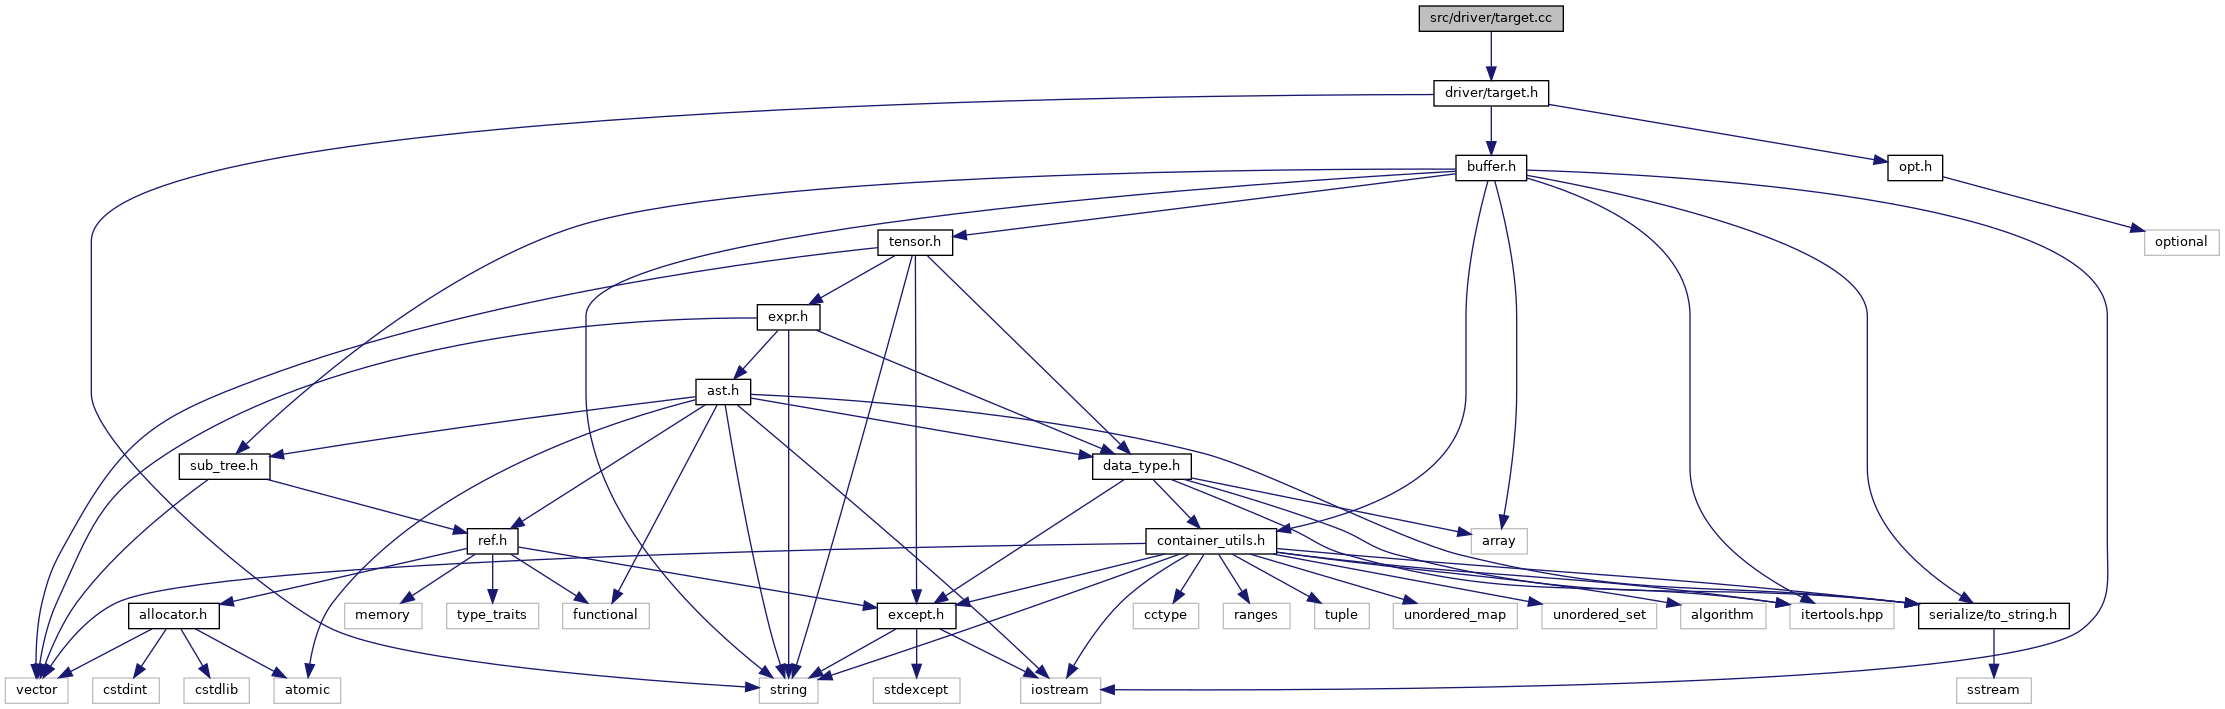 src/driver/target.cc
driver/target.h
buffer.h
opt.h
tensor.h
optional
expr.h
ast.h
sub_tree.h
data_type.h
ref.h
container_utils.h
array
allocator.h
memory
type_traits
functional
except.h
cctype
ranges
tuple
unordered_map
unordered_set
algorithm
itertools.hpp
serialize/to_string.h
vector
cstdint
cstdlib
atomic
string
stdexcept
iostream
sstream